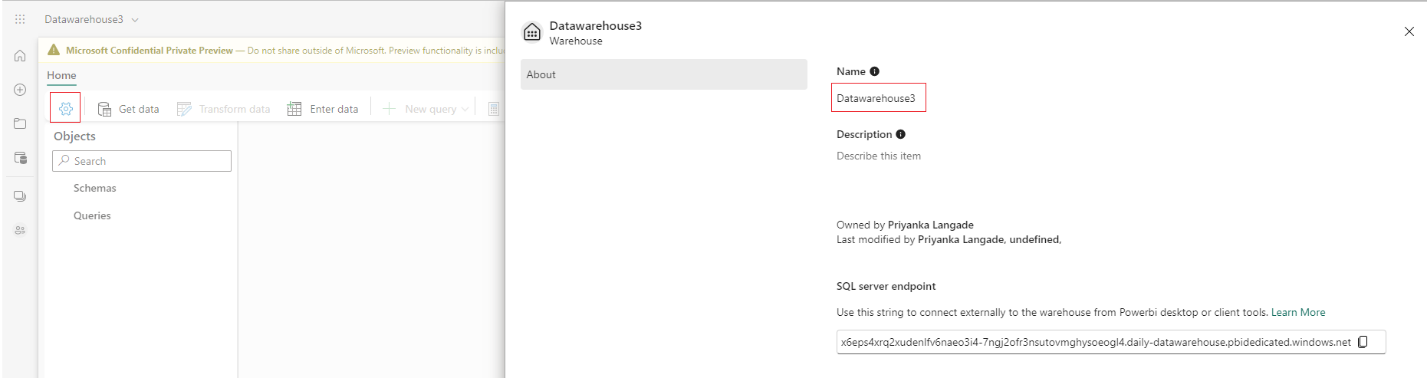 Datawarehouse3
Microsoft Confidential Private Preview — Do not share outside of Microsoft. Preview functionality is inclu
Home
Get data Transform data Enter data New query
Objects
Search
Schemas
Queries
Datawarehouse3
Warehouse
About
Name
Datawarehouse3
Description
Describe this item
Owned by Priyanka Langade
Last modified by Priyanka Langade, undefined,
SQL server endpoint
Use this string to connect externally to the warehouse from Powerbi desktop or client tools. Learn More
x6eps4xrq2xudenlfv6naeo3i4-7ngj2ofr3nsutovmghysoeogl4.daily-datawarehouse.pbidedicated.windows.net